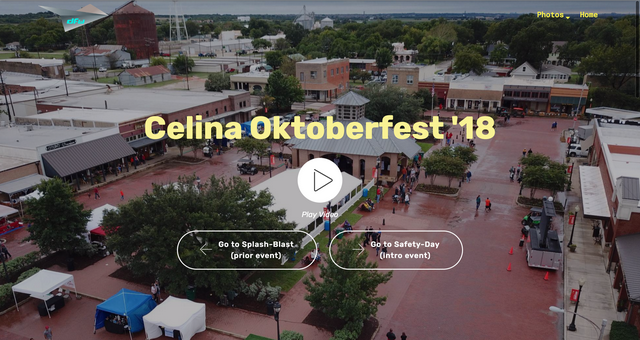 Photos
Home
Celina Oktoberfest '18
Play Video
Go to Splash-Blast
(prior event)
Go to Safety-Day
(Intro event)